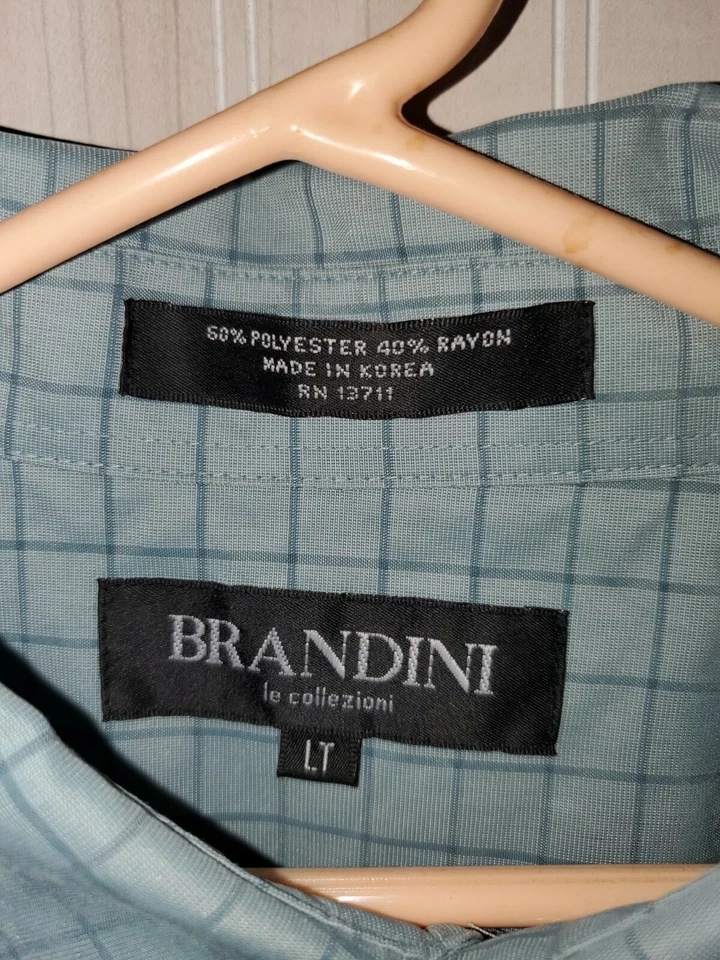 60% POLYESTER 40% RAYON
MADE IN KOREA
RN 13711
BRANDINI
le collezioni
LT